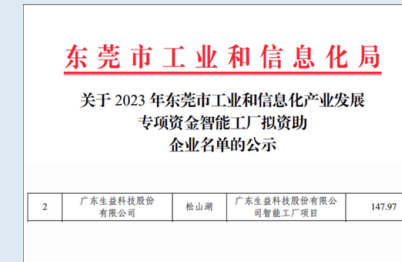 东莞市工业和信息化局
关于 2023 年东莞市工业和信息化产业发展
专项资金智能工厂拟资助
企业名单的公示
2 广东生益科技股份 松山湖 广东生益科技股份有限公 147.97
有限公司 司智能工厂项目